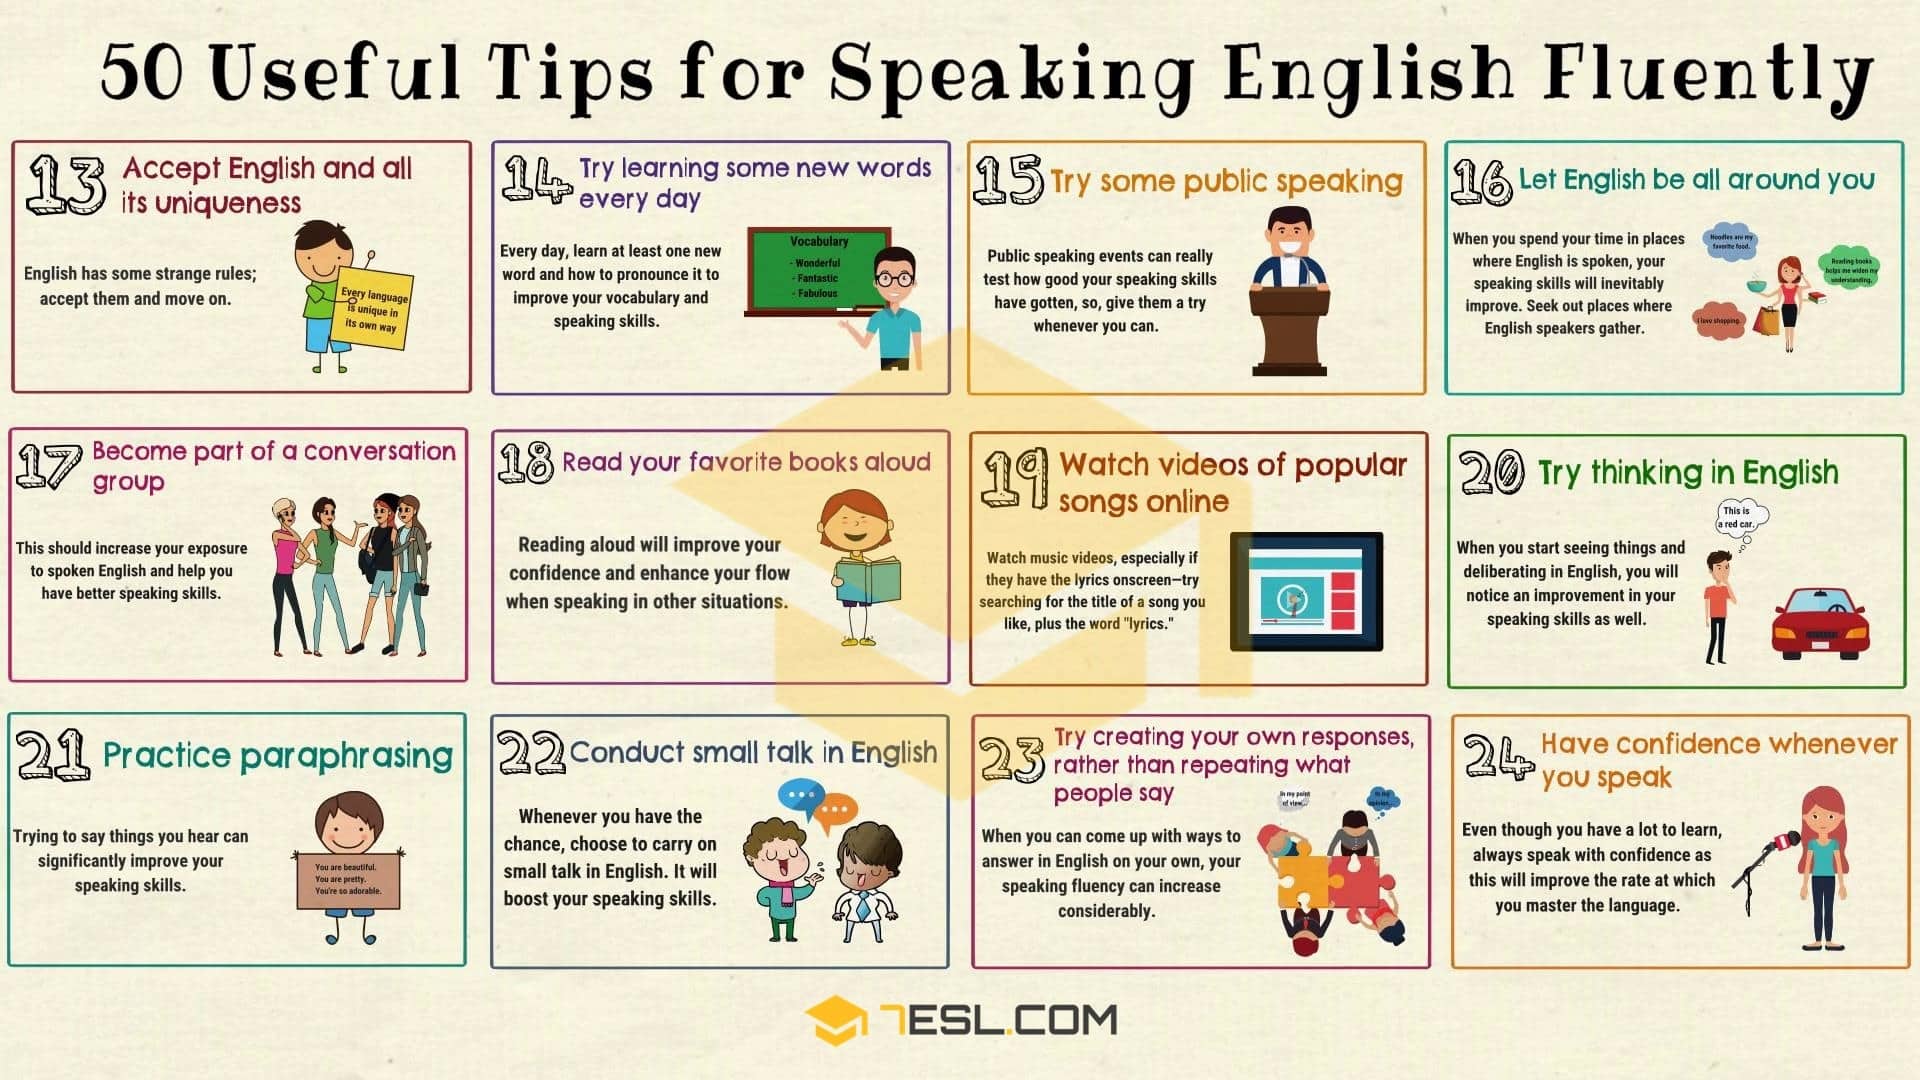 50 Useful Tips for Speaking English Fluently
13 Accept English and all
its uniqueness
English has some strange rules;
accept them and move on.
Every language
is unique in
its own way
14 Try learning some new words
every day
Every day, learn at least one new
word and how to pronounce it to
improve your vocabulary and
speaking skills.
Vocabulary
- Wonderful
- Fantastic
- Fabulous
15 Try some public speaking
Public speaking events can really
test how good your speaking skills
have gotten, so, give them a try
whenever you can.
16 Let English be all around you
When you spend your time in places
where English is spoken, your
speaking skills will inevitably
improve. Seek out places where
English speakers gather.
Noodles are my
favorite food.
Reading books
helps me widen my
understanding.
I love shopping.
17 Become part of a conversation
group
This should increase your exposure
to spoken English and help you
have better speaking skills.
18 Read your favorite books aloud
Reading aloud will improve your
confidence and enhance your flow
when speaking in other situations.
19 Watch videos of popular
songs online
Watch music videos, especially if
they have the lyrics onscreen—try
searching for the title of a song you
like, plus the word "lyrics."
20 Try thinking in English
When you start seeing things and
deliberating in English, you will
notice an improvement in your
speaking skills as well.
This is
a red car.
21 Practice paraphrasing
Trying to say things you hear can
significantly improve your
speaking skills.
You are beautiful.
You are pretty.
You're so adorable.
22 Conduct small talk in English
Whenever you have the
chance, choose to carry on
small talk in English. It will
boost your speaking skills.
23 Try creating your own responses,
rather than repeating what
people say
When you can come up with ways to
answer in English on your own, your
speaking fluency can increase
considerably.
In my point
of view...
In my
opinion...
24 Have confidence whenever
you speak
Even though you have a lot to learn,
always speak with confidence as
this will improve the rate at which
you master the language.
7ESL.COM